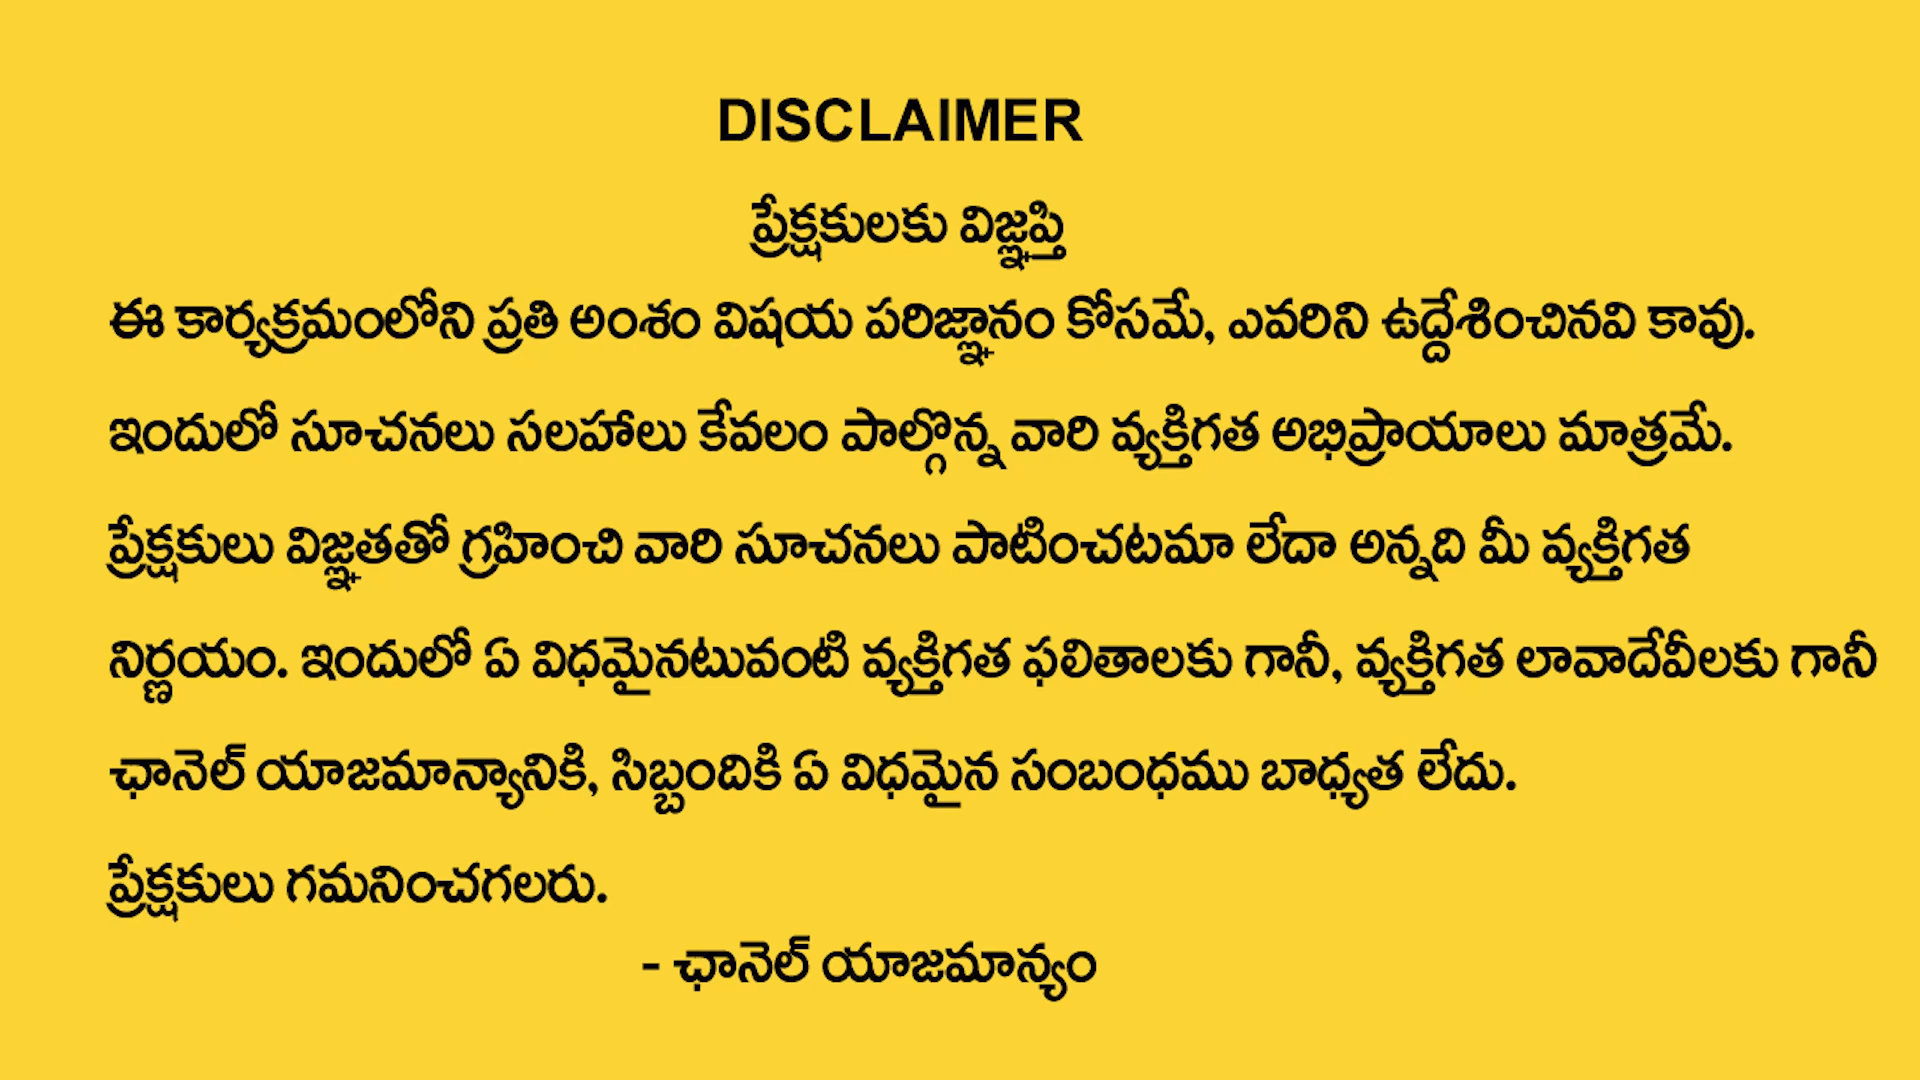 DISCLAIMER
ప్రేక్షకులకు విజ్ఞప్తి
ఈ కార్యక్రమంలోని ప్రతి అంశం విషయ పరిజ్ఞానం కోసమే, ఎవరిని ఉద్దేశించినవి కావు.
ఇందులో సూచనలు సలహాలు కేవలం పాల్గొన్న వారి వ్యక్తిగత అభిప్రాయాలు మాత్రమే.
ప్రేక్షకులు విజ్ఞతతో గ్రహించి వారి సూచనలు పాటించటమా లేదా అన్నది మీ వ్యక్తిగత
నిర్ణయం. ఇందులో ఏ విధమైనటువంటి వ్యక్తిగత ఫలితాలకు గానీ, వ్యక్తిగత లావాదేవీలకు గానీ
ఛానెల్ యాజమాన్యానికి, సిబ్బందికి ఏ విధమైన సంబంధము బాధ్యత లేదు.
ప్రేక్షకులు గమనించగలరు.
- ఛానెల్ యాజమాన్యం